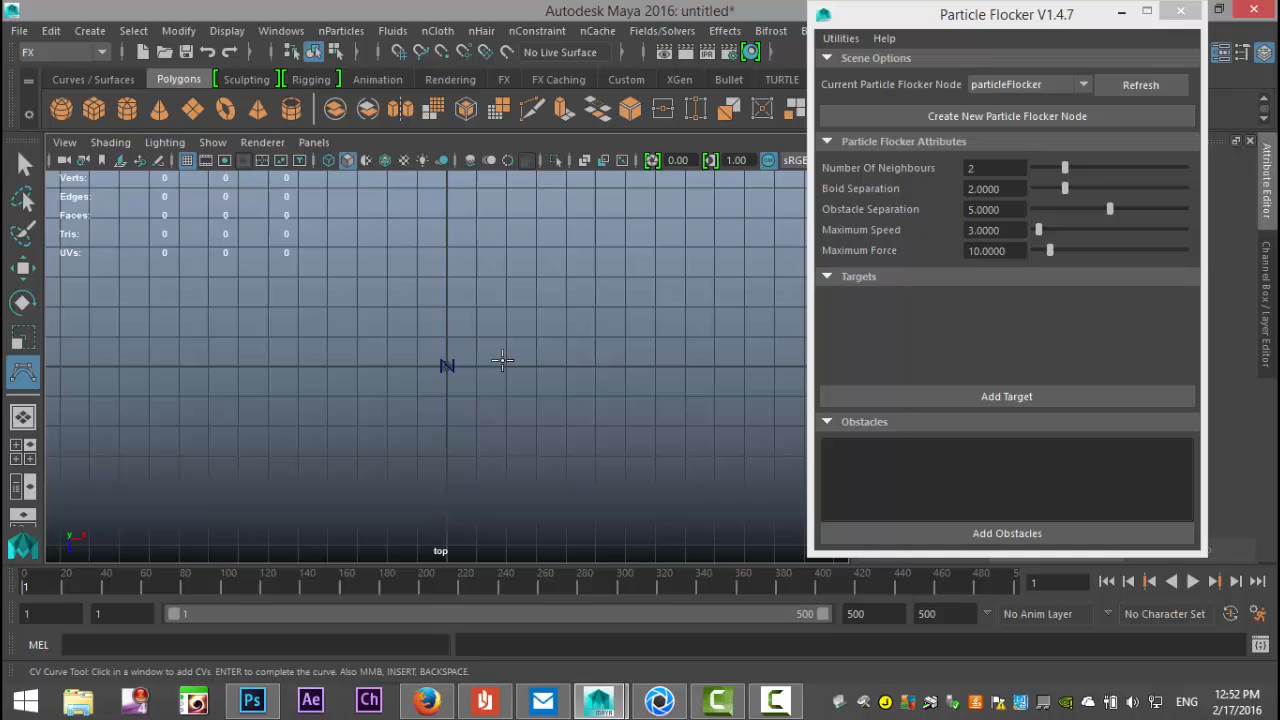 Autodesk Maya 2016: untitled*
Particle Flocker V1.4.7
File Edit Create Select Modify Display Windows nParticles Fluids nCloth nHair nConstraint nCache Fields/Solvers Effects Bifrost
Utilities Help
FX
No Live Surface
Scene Options
Curves / Surfaces Polygons Sculpting Rigging Animation Rendering FX FX Caching Custom XGen Bullet TURTLE
Current Particle Flocker Node particleFlocker Refresh
Create New Particle Flocker Node
View Shading Lighting Show Renderer Panels
Particle Flocker Attributes
0.00 1.00 sRG
Number Of Neighbours 2
Boid Separation 2.0000
Obstacle Separation 5.0000
Maximum Speed 3.0000
Maximum Force 10.0000
Verts: 0 0 0
Edges: 0 0 0
Faces: 0 0 0
Tris: 0 0 0
UVs: 0 0 0
Attribute Editor
Channel Box / Layer Editor
Targets
Add Target
Obstacles
Add Obstacles
y x
top
0 20 40 60 80 100 120 140 160 180 200 220 240 260 280 300 320 340 360 380 400 420 440 460 480 5
1
1
1 1 1 500 500 500 No Anim Layer No Character Set
MEL
CV Curve Tool: Click in a window to add CVs. ENTER to complete the curve. Also MMB, INSERT, BACKSPACE.
Ps Ae Ch MAYA
ENG
12:52 PM
2/17/2016